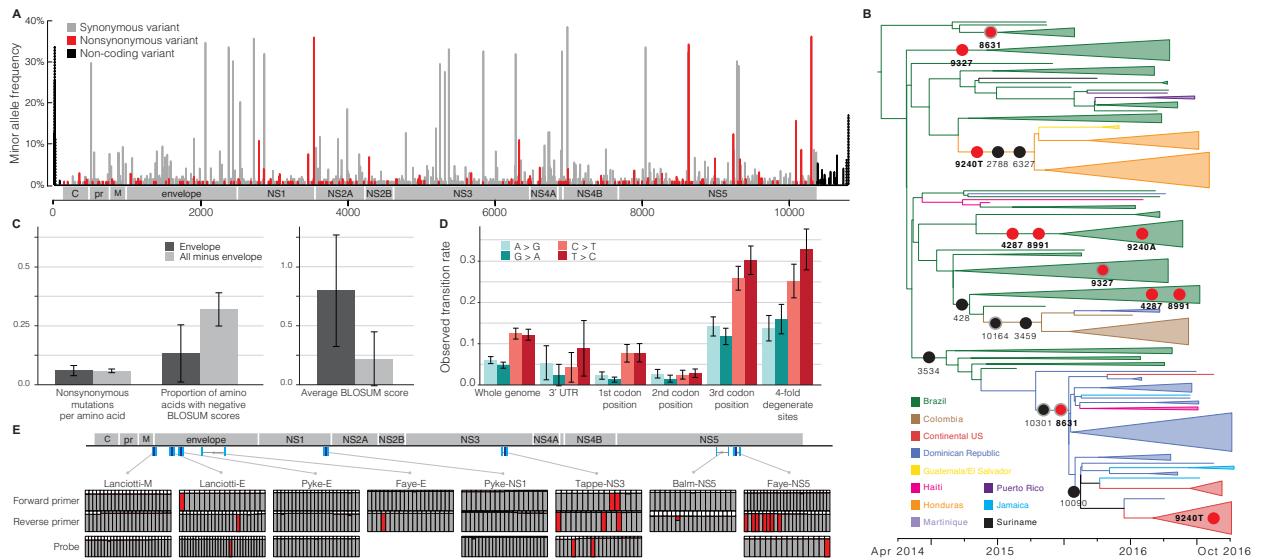 A
40%
30%
20%
10%
0%
Minor allele frequency
Synonymous variant
Nonsynonymous variant
Non-coding variant
C pr M envelope NS1 NS2A NS2B NS3 NS4A NS4B NS5
0 2000 4000 6000 8000 10000
B
8631
9327
9240T 2788 6327
4287 8991 9240A
9327
4287 8991
428
10164 3459
3534
10301 8631
10090
9240T
Brazil
Colombia
Continental US
Dominican Republic
Guatemala/El Salvador
Haiti
Honduras
Martinique
Puerto Rico
Jamaica
Suriname
Apr 2014 2015 2016 Oct 2016
C
Envelope
All minus envelope
0.5
0.25
0.0
Nonsynonymous
mutations
per amino acid
Proportion of amino
acids with negative
BLOSUM scores
1.0
0.5
0.0
Average BLOSUM score
D
A > G
G > A
C > T
T > C
Observed transition rate
0.3
0.2
0.1
0.0
Whole genome
3' UTR
1st codon
position
2nd codon
position
3rd codon
position
4-fold
degenerate
sites
E
C pr M envelope NS1 NS2A NS2B NS3 NS4A NS4B NS5
Lanciotti-M Lanciotti-E Pyke-E Faye-E Pyke-NS1 Tappe-NS3 Balm-NS5 Faye-NS5
Forward primer
Reverse primer
Probe